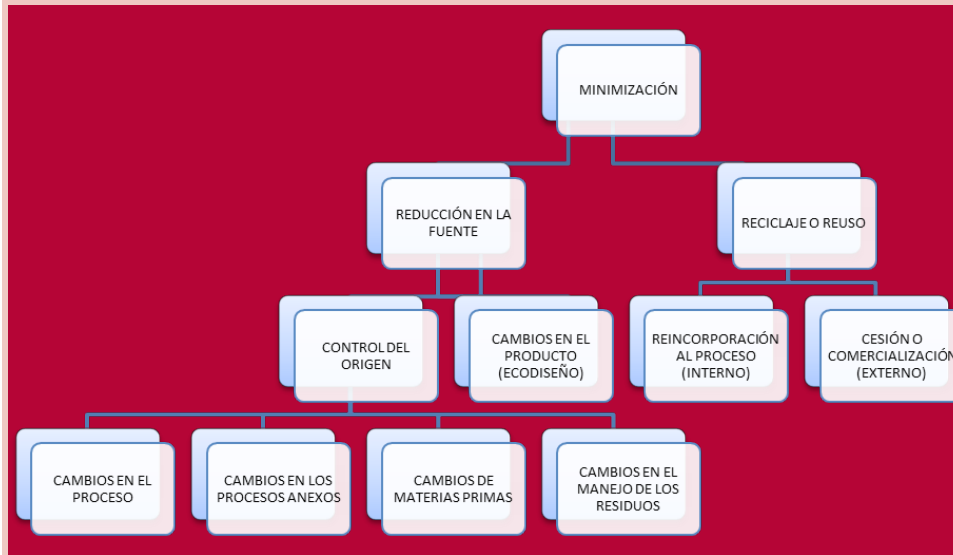 MINIMIZACIÓN
REDUCCIÓN EN LA
FUENTE
RECICLAJE O REUSO
CONTROL DEL
ORIGEN
CAMBIOS EN EL
PRODUCTO
(ECODISEÑO)
REINCORPORACIÓN
AL PROCESO
(INTERNO)
CESIÓN O
COMERCIALIZACIÓN
(EXTERNO)
CAMBIOS EN EL
PROCESO
CAMBIOS EN LOS
PROCESOS ANEXOS
CAMBIOS DE
MATERIAS PRIMAS
CAMBIOS EN EL
MANEJO DE LOS
RESIDUOS